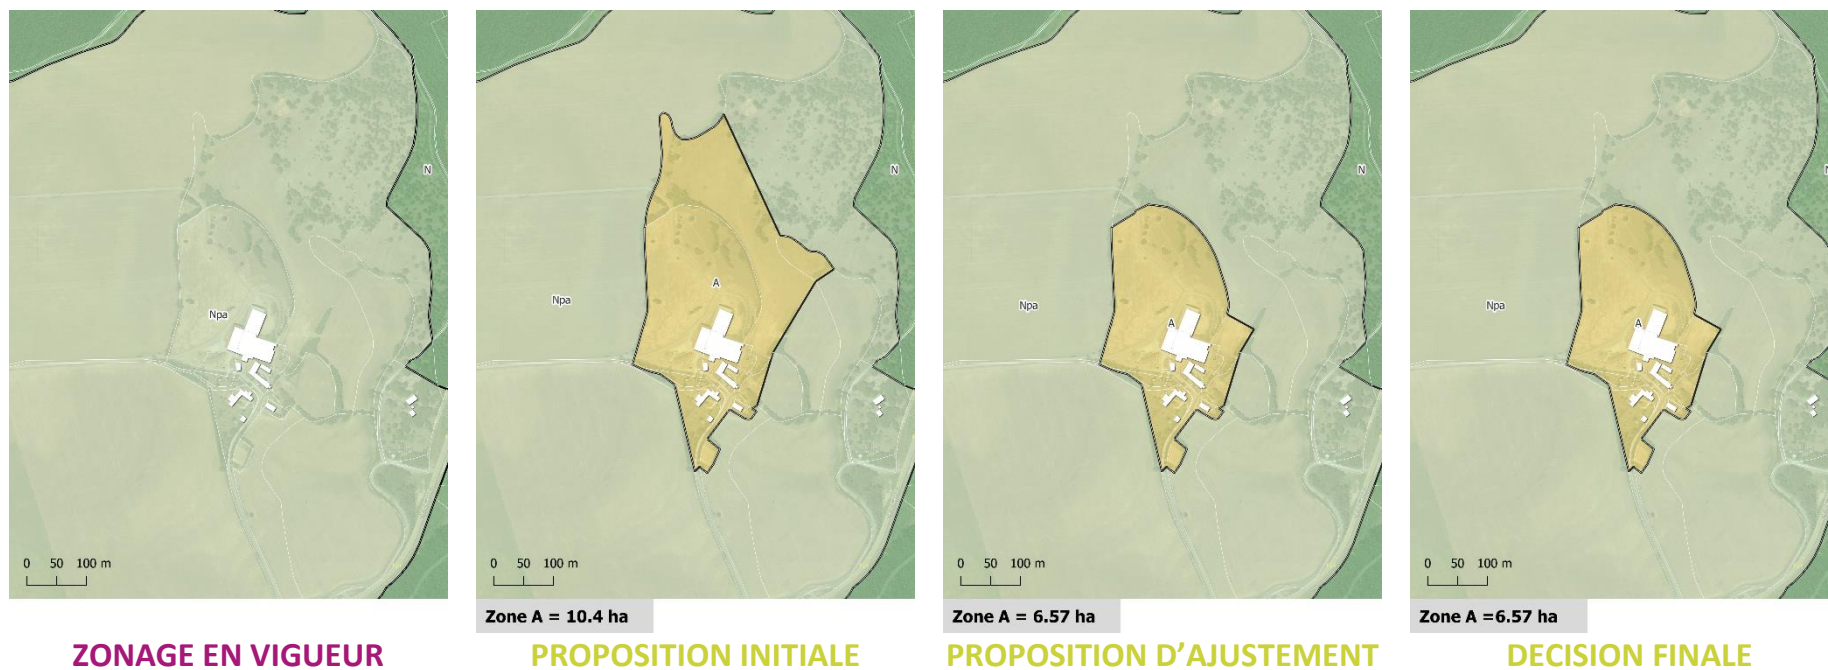 N
Npa
0 50 100 m
ZONAGE EN VIGUEUR
N
A
Npa
0 50 100 m
Zone A = 10.4 ha
PROPOSITION INITIALE
N
Npa
A
0 50 100 m
Zone A = 6.57 ha
PROPOSITION D'AJUSTEMENT
N
Npa
A
0 50 100 m
Zone A =6.57 ha
DECISION FINALE